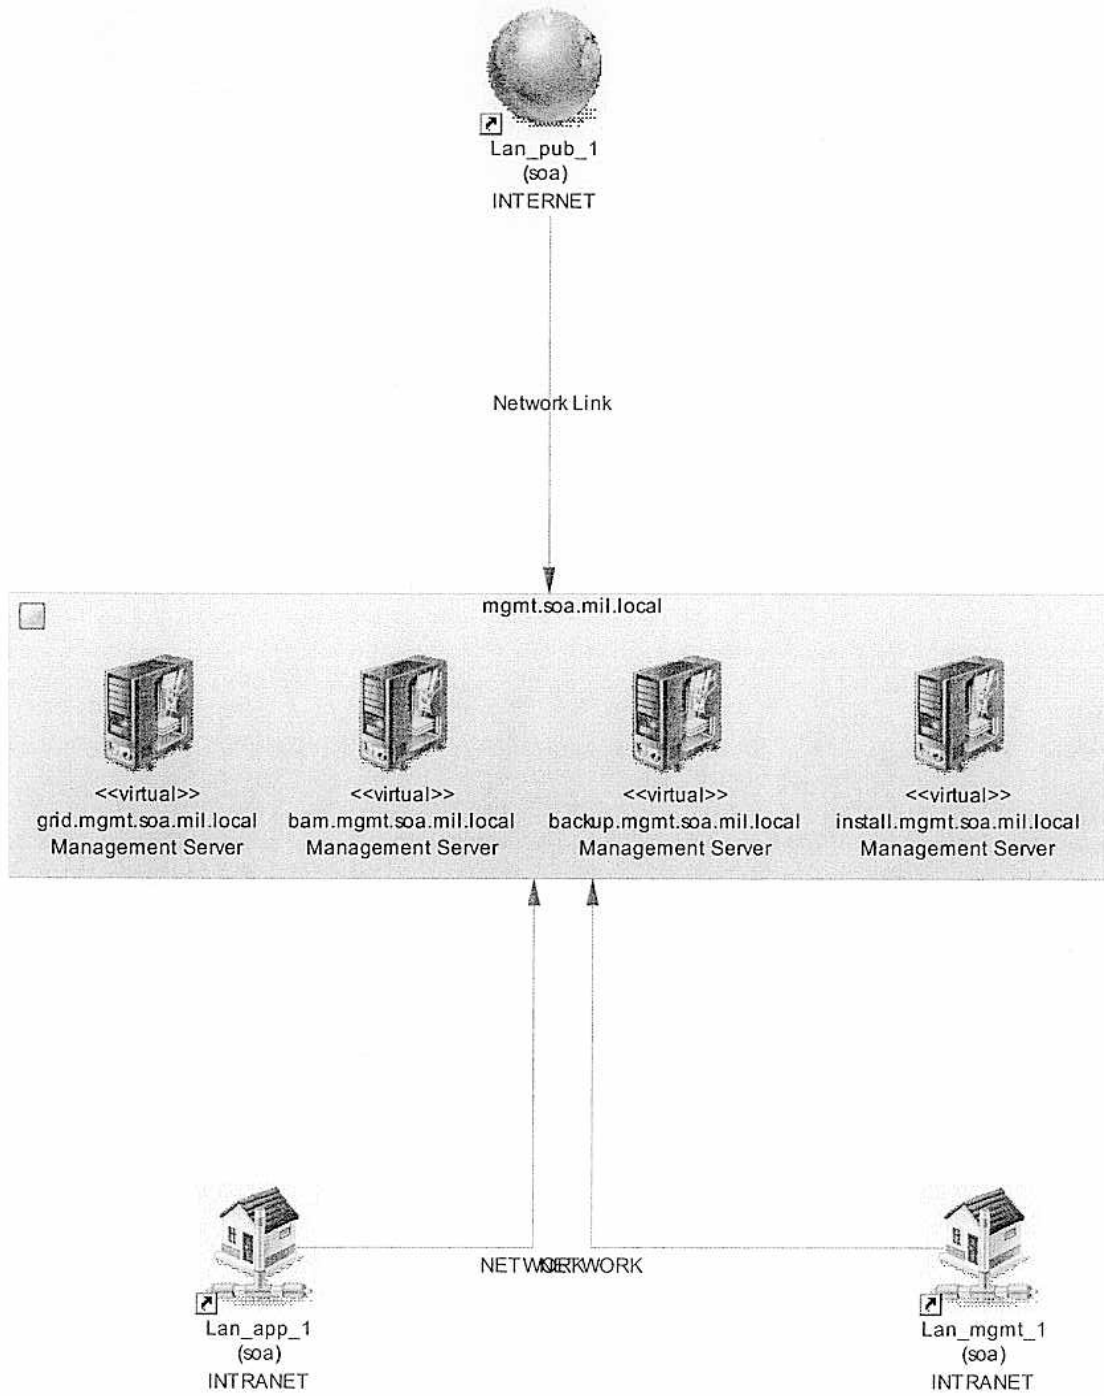 Lan_pub_1
(soa)
INTERNET
Network Link
mgmt.soa.mil.local
<<virtual>>
grid.mgmt.soa.mil.local
Management Server
<<virtual>>
bam.mgmt.soa.mil.local
Management Server
<<virtual>>
backup.mgmt.soa.mil.local
Management Server
<<virtual>>
install.mgmt.soa.mil.local
Management Server
NETWORK
NETWORK
Lan_app_1
(soa)
INTRANET
Lan_mgmt_1
(soa)
INTRANET